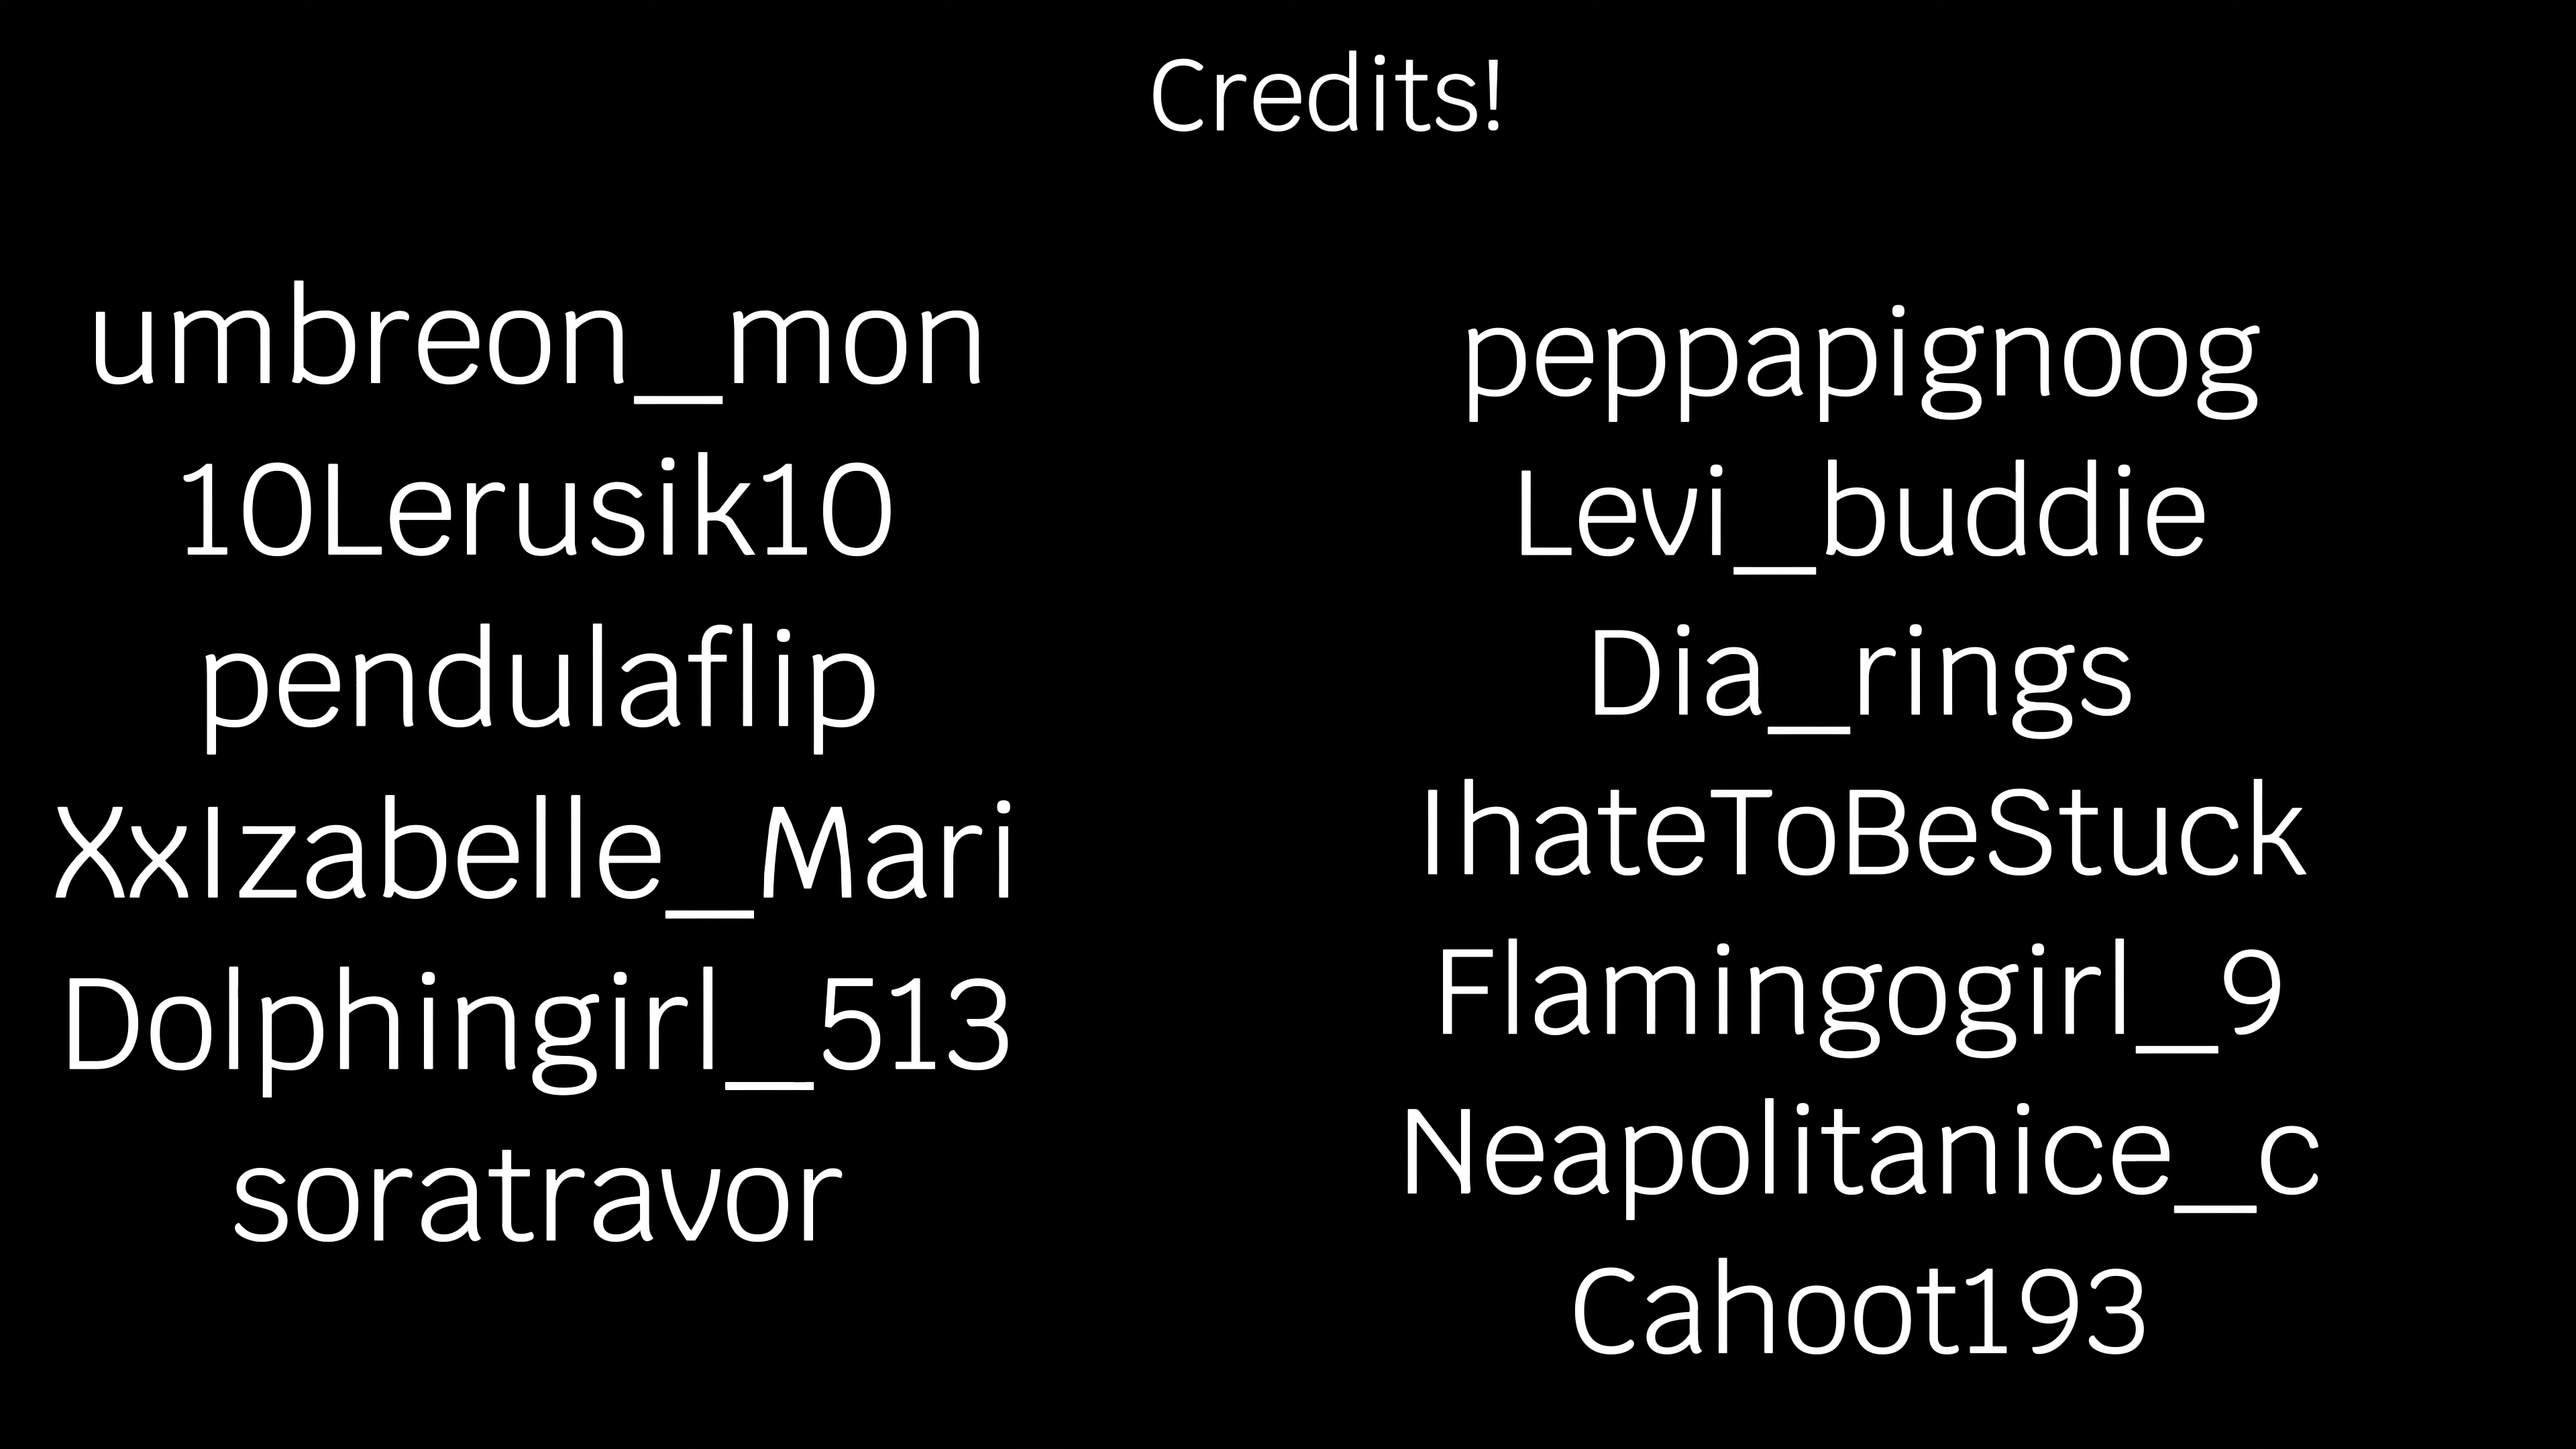 Credits!
umbreon_mon
10Lerusik10
pendulaflip
XxIzabelle_Mari
Dolphingirl_513
soratravor
peppapignoog
Levi_buddie
Dia_rings
IhateToBeStuck
Flamingogirl_9
Neapolitanice_c
Cahoot193